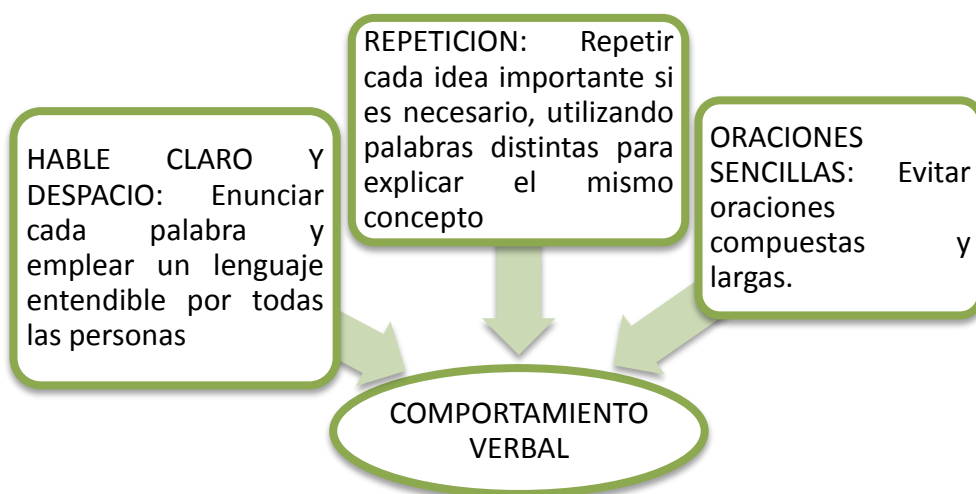 HABLE CLARO Y
DESPACIO: Enunciar
cada palabra y
emplear un lenguaje
entendible por todas
las personas
REPETICION: Repetir
cada idea importante si
es necesario, utilizando
palabras distintas para
explicar el mismo
concepto
ORACIONES
SENCILLAS: Evitar
oraciones
compuestas y
largas.
COMPORTAMIENTO
VERBAL